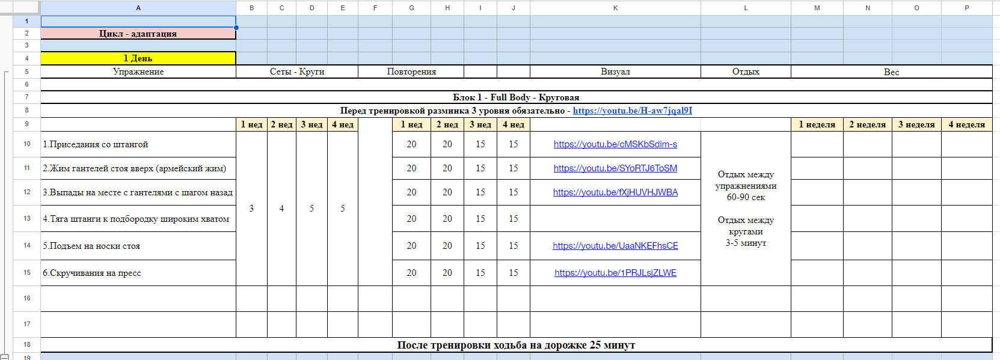 A B C D E F G H I J K L M N O P
1
2 Цикл - адаптация
3
4 1 День
5 Упражнение Сеты - Круги Повторения Визуал Отдых Вес
6
7 Блок 1 - Full Body - Круговая
8 Перед тренировкой разминка 3 уровня обязательно - https://youtu.be/H-aw7jqal9I
9 1 нед 2 нед 3 нед 4 нед 1 нед 2 нед 3 нед 4 нед 1 неделя 2 неделя 3 неделя 4 неделя
10 1.Приседания со штангой 20 20 15 15 https://youtu.be/cMSKbSdim-s
11 2.Жим гантелей стоя вверх (армейский жим) 20 20 15 15 https://youtu.be/SYoRTJ6ToSM
12 3.Выпады на месте с гантелями с шагом назад 20 20 15 15 https://youtu.be/fXjHUVHJWBA
3 4 5 5
Отдых между
упражнениями
60-90 сек
Отдых между
кругами
3-5 минут
13 4.Тяга штанги к подбородку широким хватом 20 20 15 15
14 5.Подъем на носки стоя 20 20 15 15 https://youtu.be/UaaNKEFhsCE
15 6.Скручивания на пресс 20 20 15 15 https://youtu.be/1PRJLsjZLWE
16
17
18 После тренировки ходьба на дорожке 25 минут
19